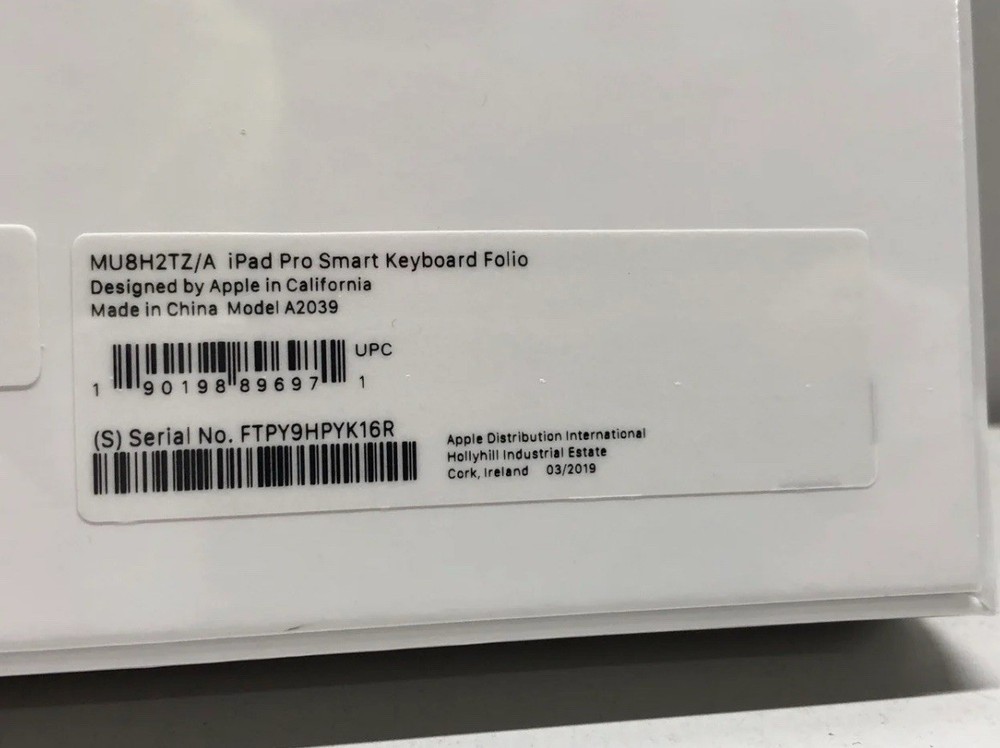 MU8H2TZ/A iPad Pro Smart Keyboard Folio
Designed by Apple in California
Made in China Model A2039
UPC
1 90198 89697 1
(S) Serial No. FTPY9HPYK16R
Apple Distribution International
Hollyhill Industrial Estate
Cork, Ireland 03/2019